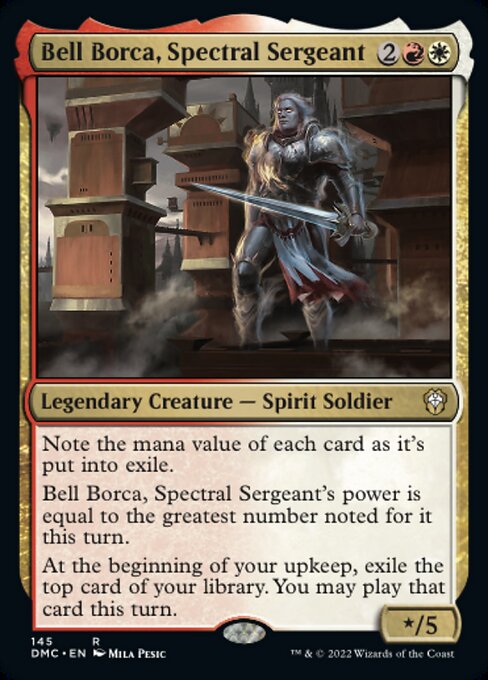 Bell Borca, Spectral Sergeant 2
Legendary Creature — Spirit Soldier
Note the mana value of each card as it's
put into exile.
Bell Borca, Spectral Sergeant's power is
equal to the greatest number noted for it
this turn.
At the beginning of your upkeep, exile the
top card of your library. You may play that
card this turn.
*/5
145 R
DMC • EN Mila Pesic
™ & © 2022 Wizards of the Coast